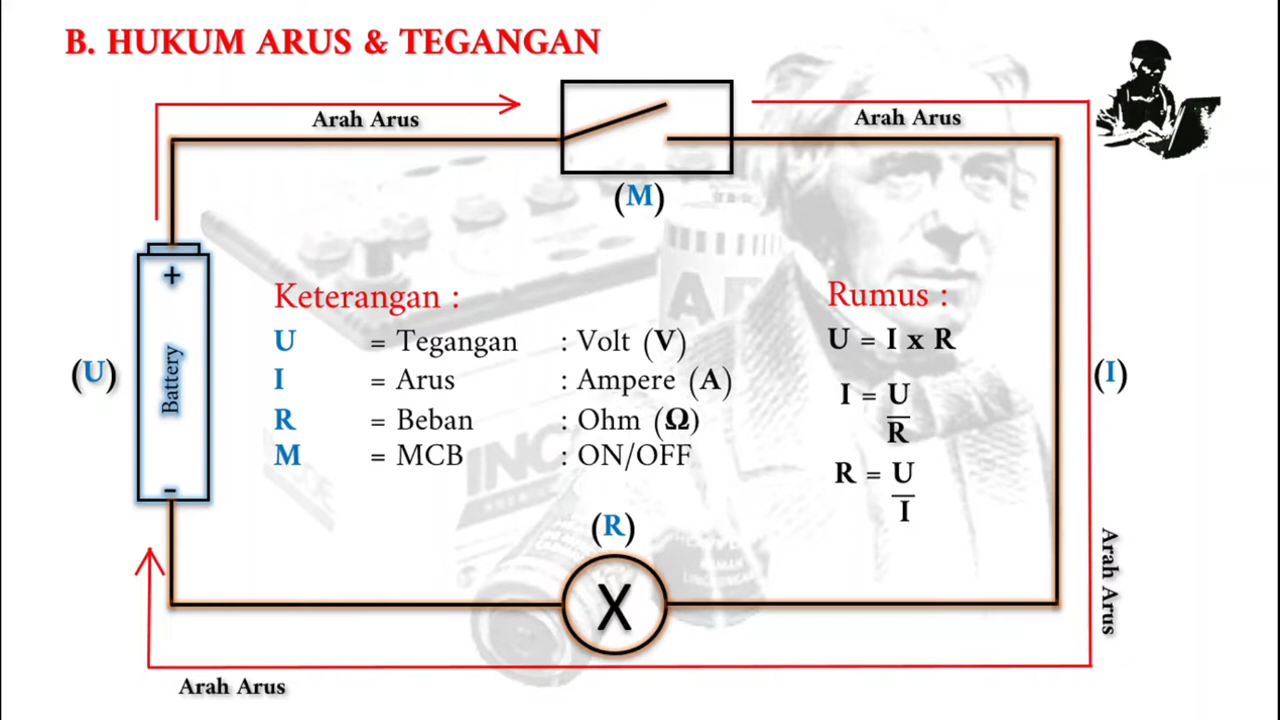 B. HUKUM ARUS & TEGANGAN
Arah Arus
Arah Arus
(M)
+
Battery
-
(U)
Keterangan :
U = Tegangan : Volt (V)
I = Arus : Ampere (A)
R = Beban : Ohm (Ω)
M = MCB : ON/OFF
Rumus :
U = I x R
I = U
R
R = U
I
(I)
(R)
X
Arah Arus
Arah Arus